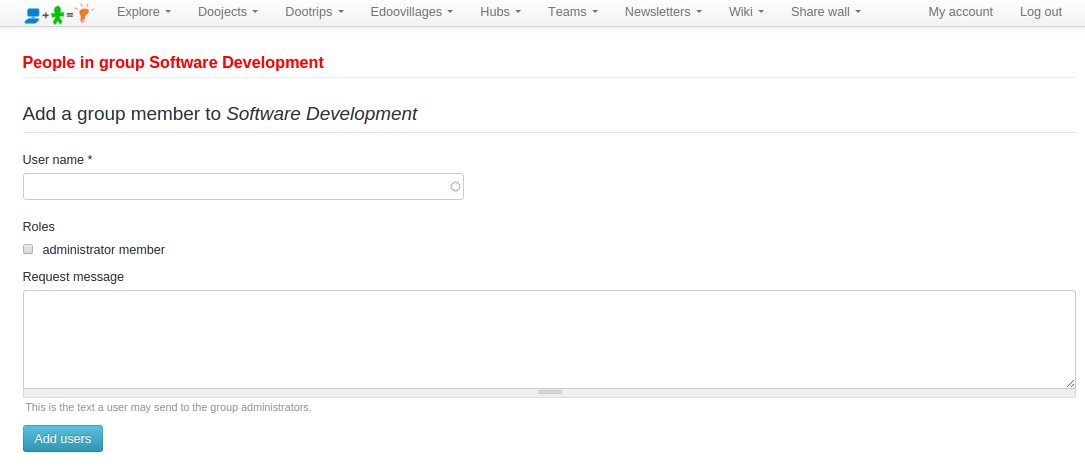 + = Explore Doojects Dootrips Edoovillages Hubs Teams Newsletters Wiki Share wall My account Log out
People in group Software Development
Add a group member to Software Development
User name *
Roles
administrator member
Request message
This is the text a user may send to the group administrators.
Add users